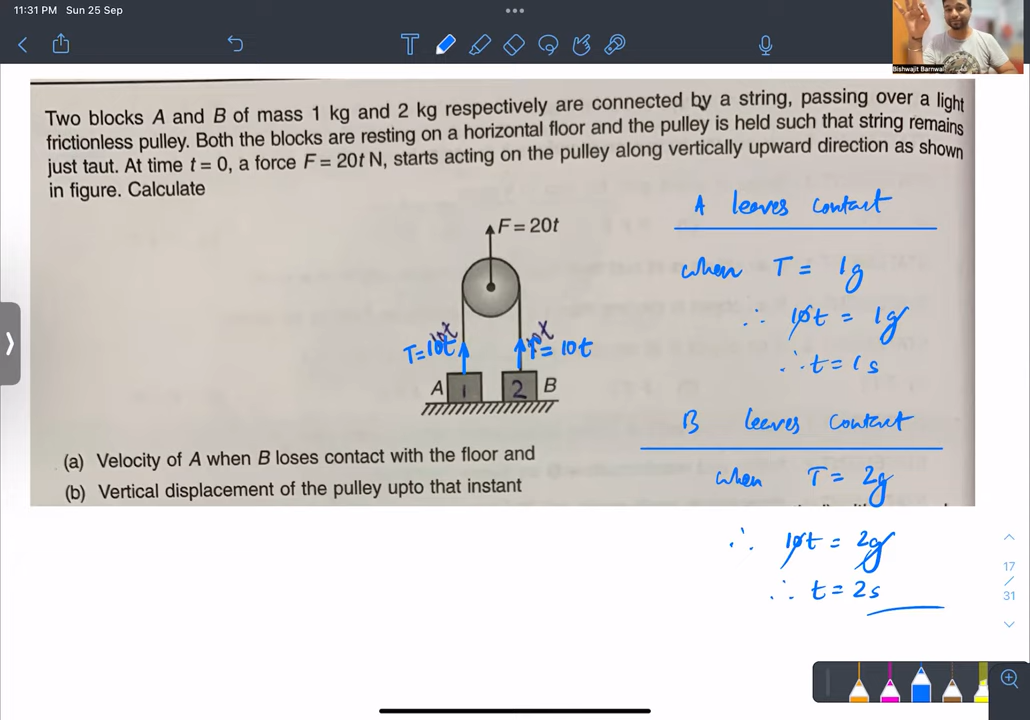 11:31 PM Sun 25 Sep
T
Bishwajit Barnwal
Two blocks A and B of mass 1 kg and 2 kg respectively are connected by a string, passing over a light
frictionless pulley. Both the blocks are resting on a horizontal floor and the pulley is held such that string remains
just taut. At time t = 0, a force F = 20t N, starts acting on the pulley along vertically upward direction as shown
in figure. Calculate
F = 20t
T=10t
T= 10t
A 1 2 B
(a) Velocity of A when B loses contact with the floor and
(b) Vertical displacement of the pulley upto that instant
A leaves contact
when T = 1g
∴ 10t = 1g
∴ t = 1s
B leaves contact
when T = 2g
∴ 10t = 2g
∴ t = 2s
17
/
31